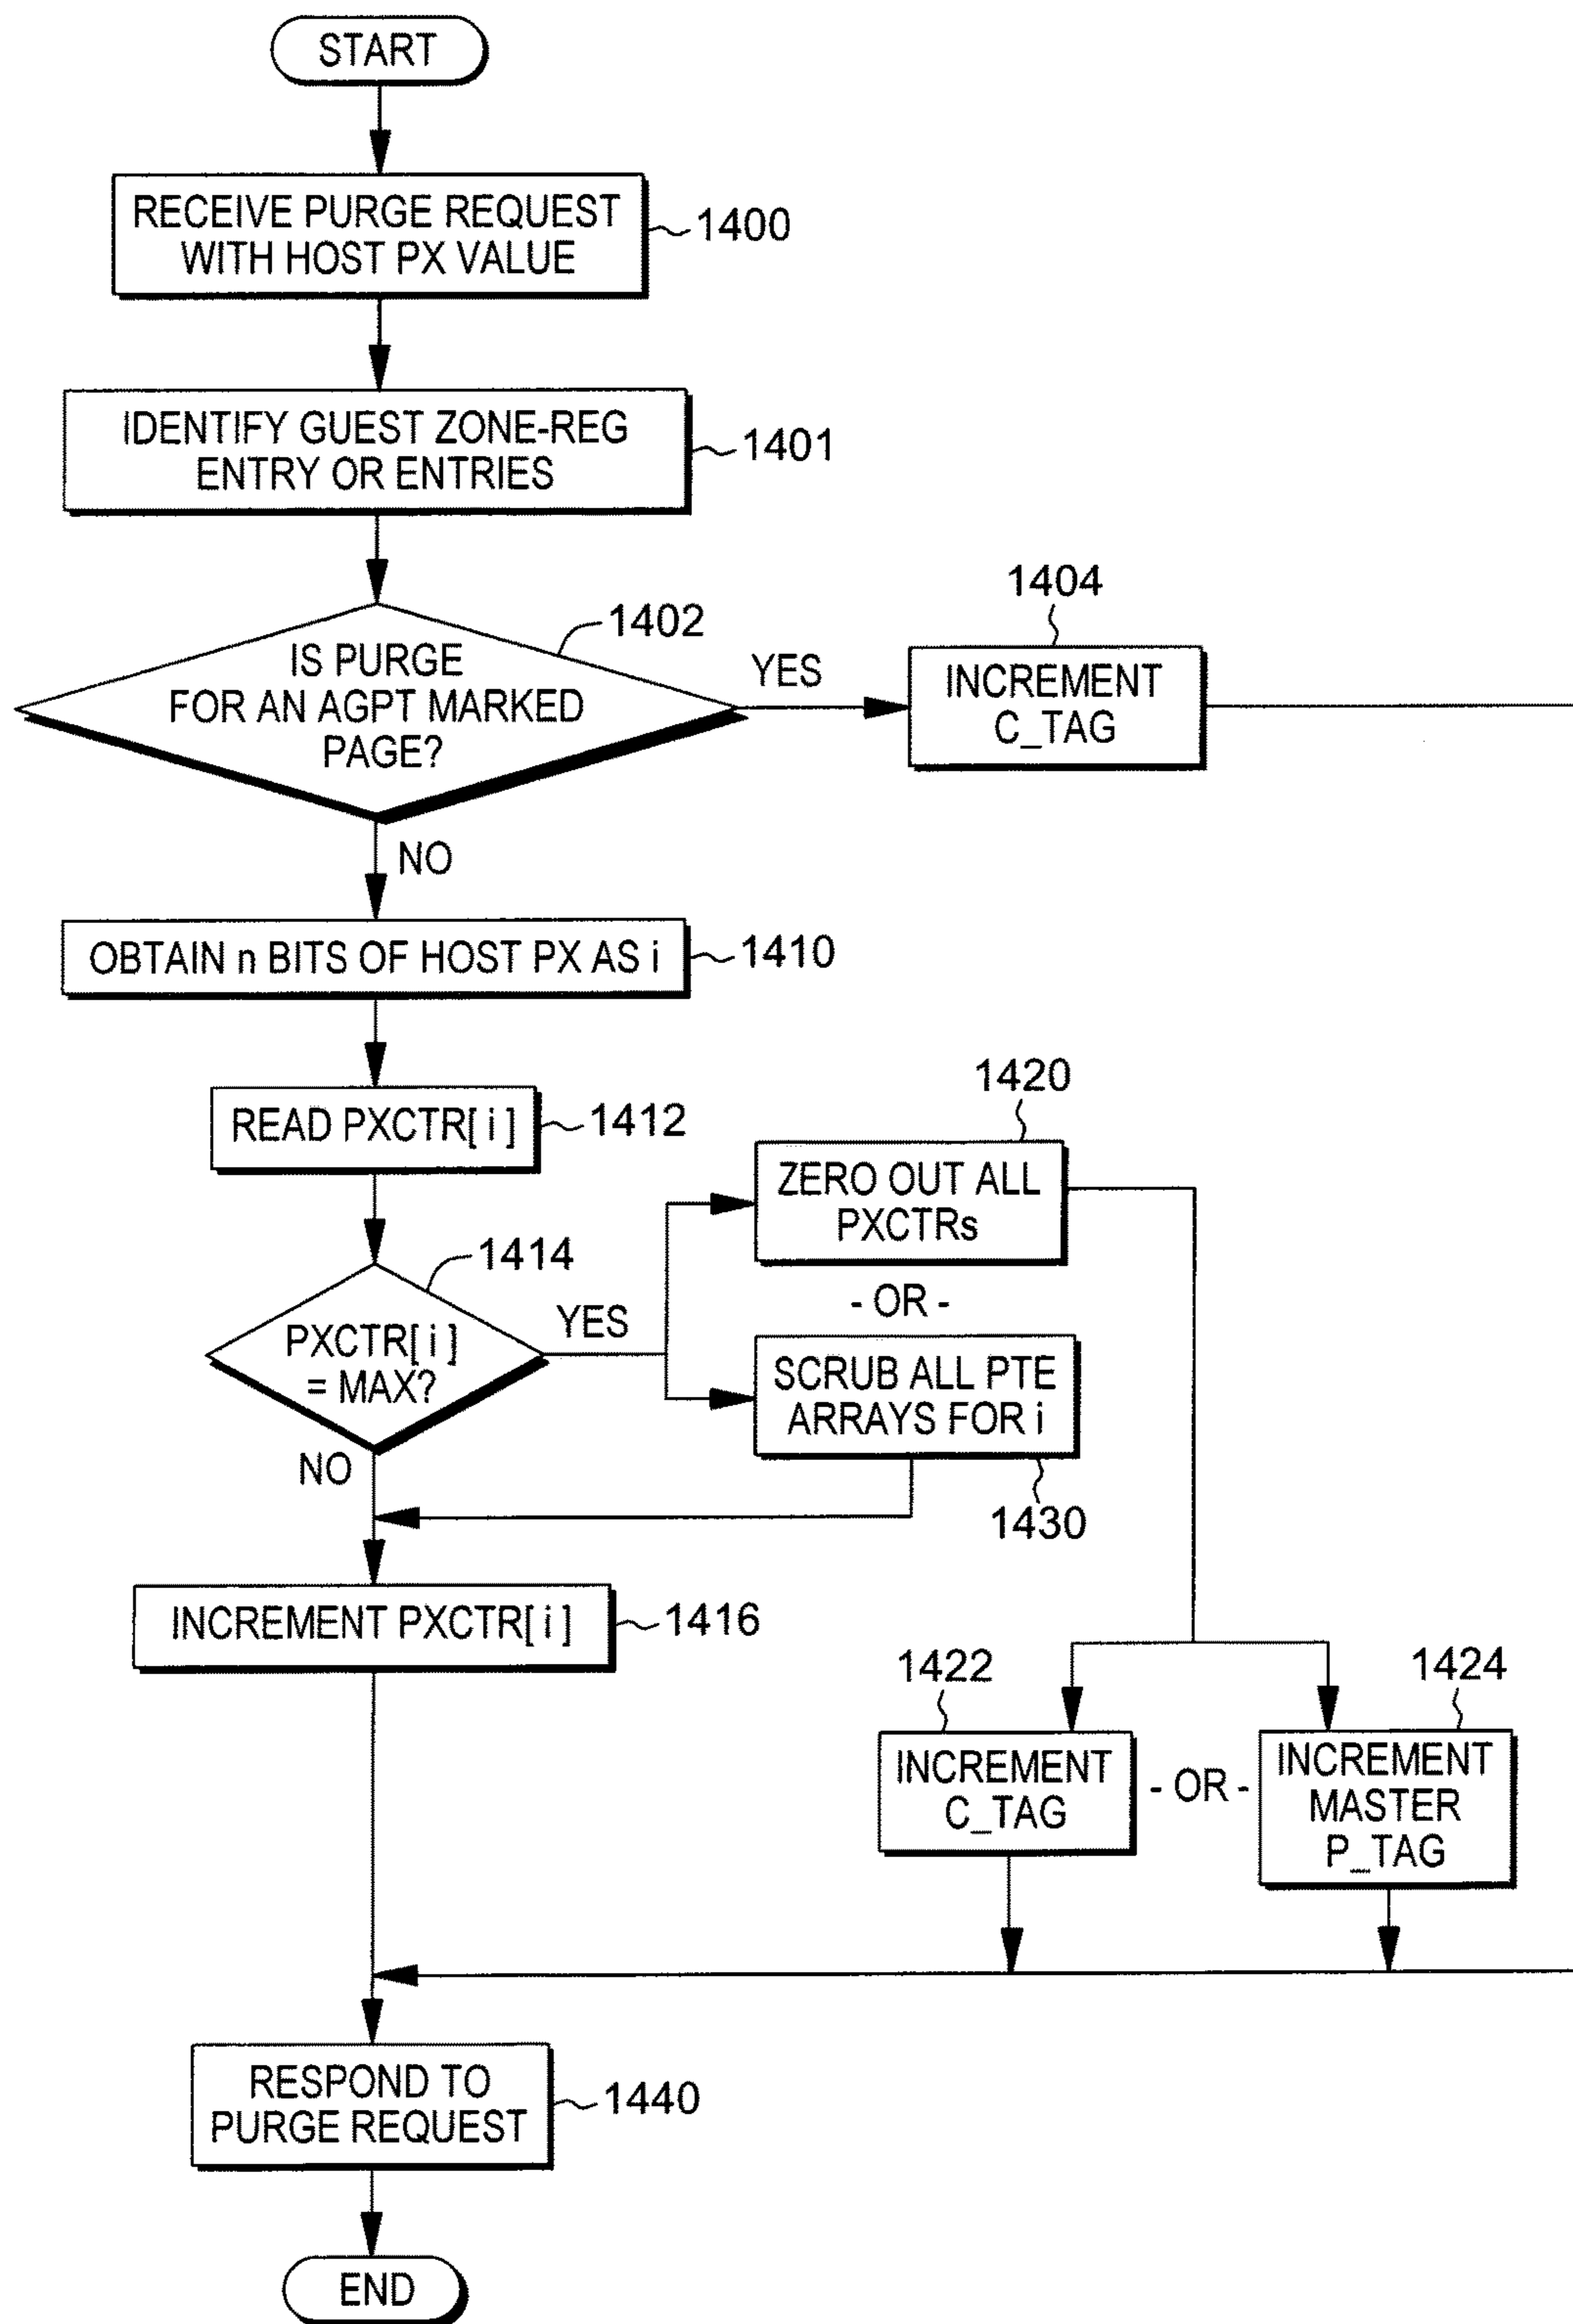 START
RECEIVE PURGE REQUEST
WITH HOST PX VALUE
1400
IDENTIFY GUEST ZONE-REG
ENTRY OR ENTRIES
1401
1402
IS PURGE
FOR AN AGPT MARKED
PAGE?
YES
1404
INCREMENT
C_TAG
NO
OBTAIN n BITS OF HOST PX AS i
1410
READ PXCTR[ i ]
1412
1414
PXCTR[ i ]
= MAX?
YES
1420
ZERO OUT ALL
PXCTRs
- OR -
SCRUB ALL PTE
ARRAYS FOR i
1430
NO
INCREMENT PXCTR[ i ]
1416
1422
INCREMENT
C_TAG
- OR -
1424
INCREMENT
MASTER
P_TAG
RESPOND TO
PURGE REQUEST
1440
END